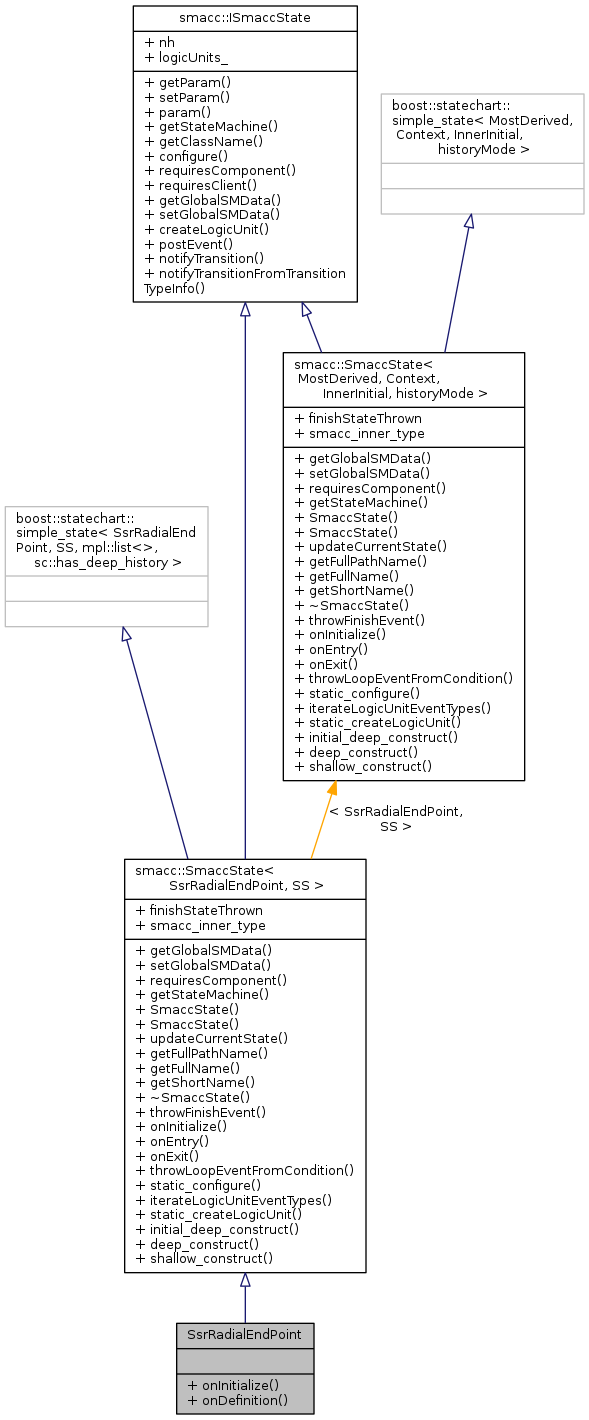 smacc::ISmaccState
+ nh
+ logicUnits_
+ getParam()
+ setParam()
+ param()
+ getStateMachine()
+ getClassName()
+ configure()
+ requiresComponent()
+ requiresClient()
+ getGlobalSMData()
+ setGlobalSMData()
+ createLogicUnit()
+ postEvent()
+ notifyTransition()
+ notifyTransitionFromTransition
TypeInfo()
boost::statechart::
simple_state< MostDerived,
Context, InnerInitial,
historyMode >
smacc::SmaccState<
MostDerived, Context,
InnerInitial, historyMode >
+ finishStateThrown
+ smacc_inner_type
+ getGlobalSMData()
+ setGlobalSMData()
+ requiresComponent()
+ getStateMachine()
+ SmaccState()
+ SmaccState()
+ updateCurrentState()
+ getFullPathName()
+ getFullName()
+ getShortName()
+ ~SmaccState()
+ throwFinishEvent()
+ onInitialize()
+ onEntry()
+ onExit()
+ throwLoopEventFromCondition()
+ static_configure()
+ iterateLogicUnitEventTypes()
+ static_createLogicUnit()
+ initial_deep_construct()
+ deep_construct()
+ shallow_construct()
boost::statechart::
simple_state< SsrRadialEnd
Point, SS, mpl::list<>,
sc::has_deep_history >
< SsrRadialEndPoint,
SS >
smacc::SmaccState<
SsrRadialEndPoint, SS >
+ finishStateThrown
+ smacc_inner_type
+ getGlobalSMData()
+ setGlobalSMData()
+ requiresComponent()
+ getStateMachine()
+ SmaccState()
+ SmaccState()
+ updateCurrentState()
+ getFullPathName()
+ getFullName()
+ getShortName()
+ ~SmaccState()
+ throwFinishEvent()
+ onInitialize()
+ onEntry()
+ onExit()
+ throwLoopEventFromCondition()
+ static_configure()
+ iterateLogicUnitEventTypes()
+ static_createLogicUnit()
+ initial_deep_construct()
+ deep_construct()
+ shallow_construct()
SsrRadialEndPoint
+ onInitialize()
+ onDefinition()